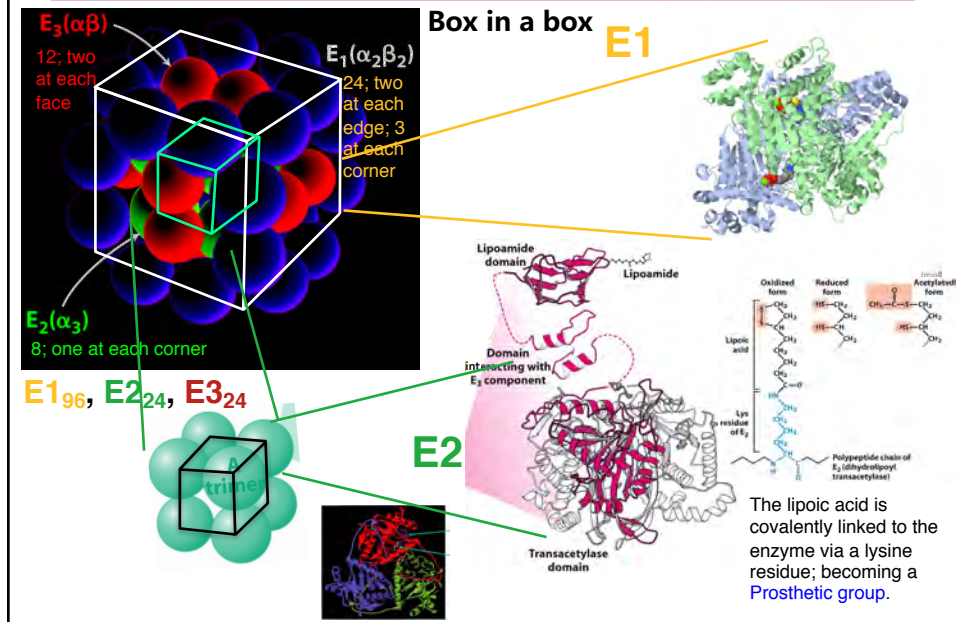 Box in a box
E3(αβ)
12; two
at each
face
E1(α2β2)
24; two
at each
edge; 3
at each
corner
E1
E2(α3)
8; one at each corner
E196, E224, E324
A
trimer
E2
Lipoamide
domain
Lipoamide
Domain
interacting with
E3 component
Transacetylase
domain
Oxidized
form
Reduced
form
Acetylated
form
Lipoic
acid
Lys
residue
of E2
Polypeptide chain of
E2 (dihydrolipoyl
transacetylase)
The lipoic acid is
covalently linked to the
enzyme via a lysine
residue; becoming a
Prosthetic group.